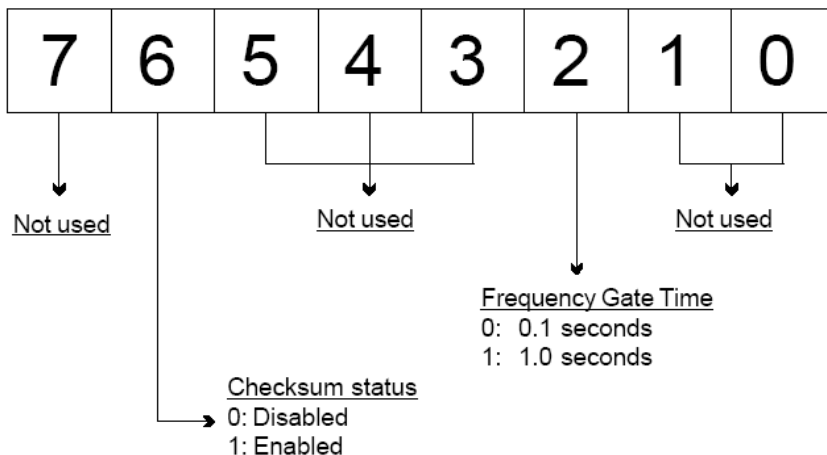 7 6 5 4 3 2 1 0
Not used
Not used
Not used
Frequency Gate Time
0: 0.1 seconds
1: 1.0 seconds
Checksum status
0: Disabled
1: Enabled